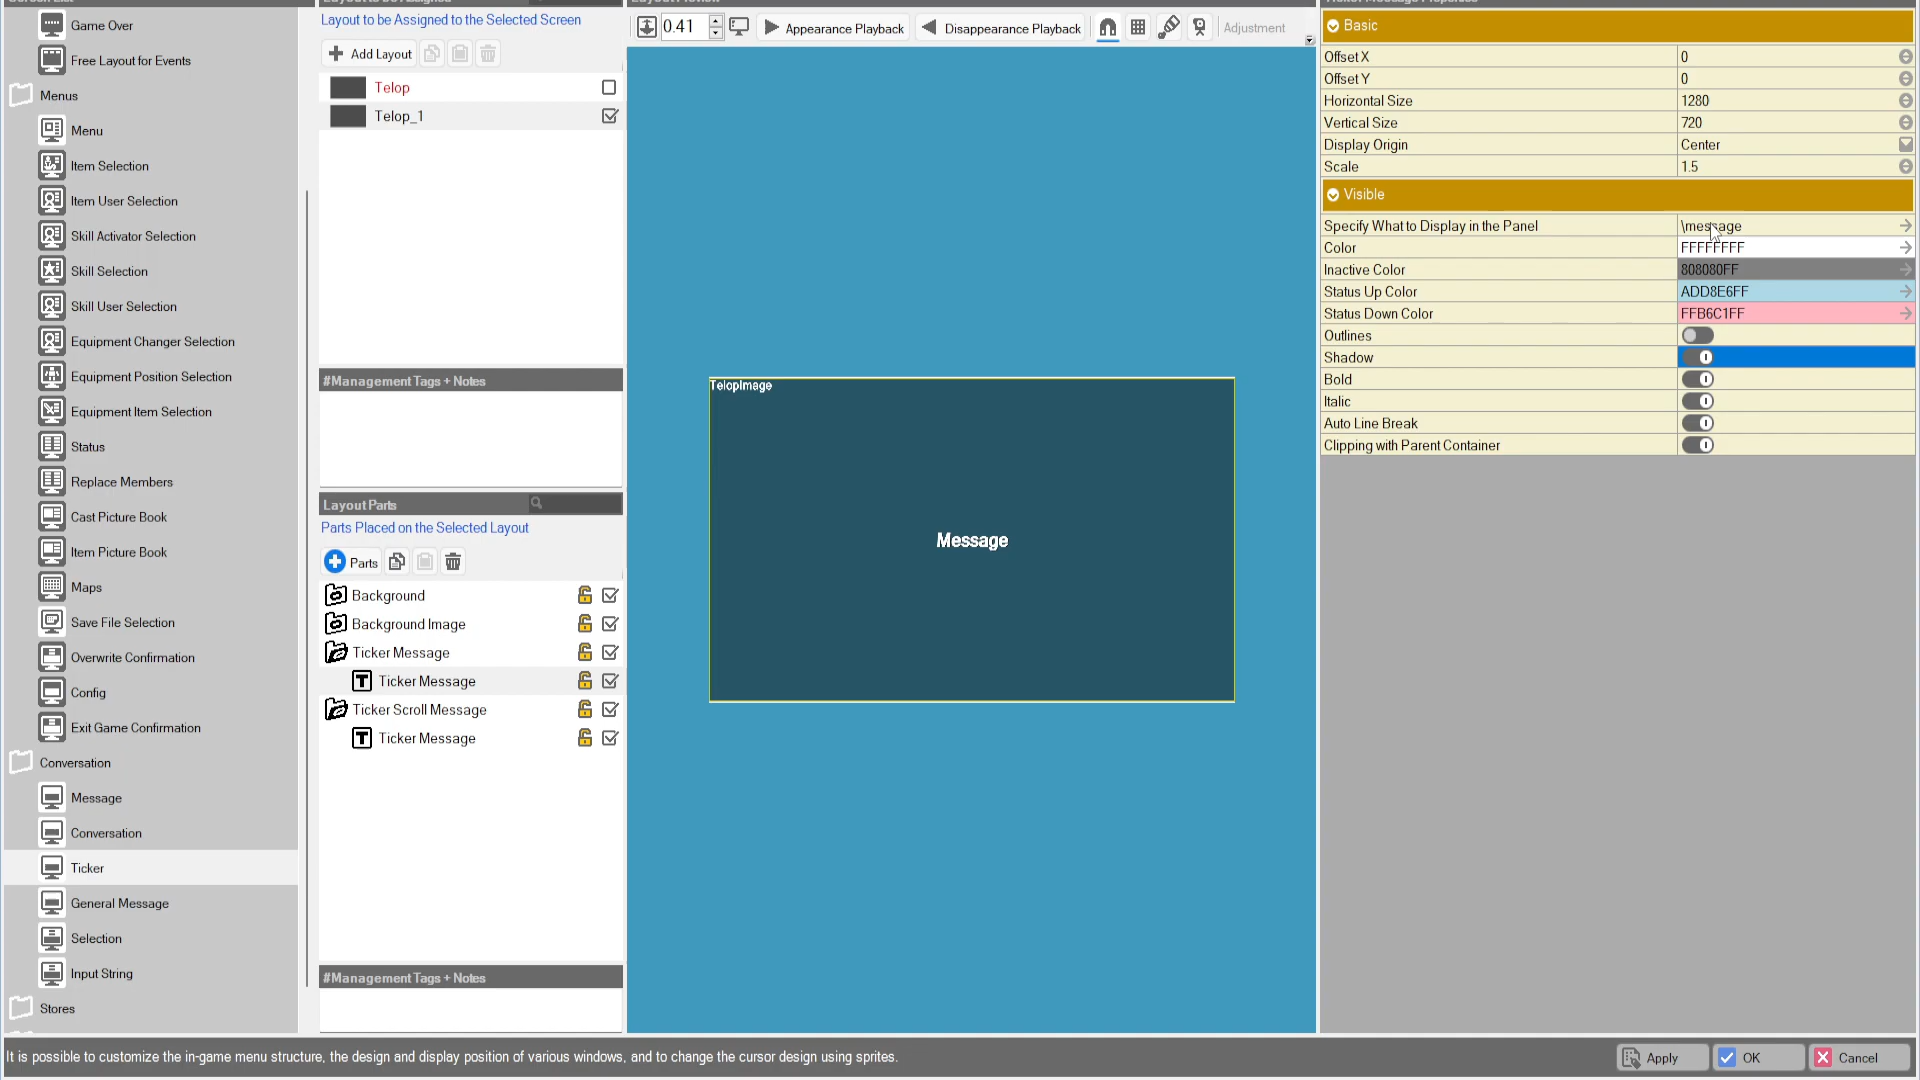 Game Over
Free Layout for Events
Menus
Menu
Item Selection
Item User Selection
Skill Activator Selection
Skill Selection
Skill User Selection
Equipment Changer Selection
Equipment Position Selection
Equipment Item Selection
Status
Replace Members
Cast Picture Book
Item Picture Book
Maps
Save File Selection
Overwrite Confirmation
Config
Exit Game Confirmation
Conversation
Message
Conversation
Ticker
General Message
Selection
Input String
Stores
Layout to be Assigned to the Selected Screen
Add Layout
Telop
Telop_1
#Management Tags + Notes
Layout Parts
Parts Placed on the Selected Layout
Parts
Background
Background Image
Ticker Message
Ticker Message
Ticker Scroll Message
Ticker Message
#Management Tags + Notes
0.41
Appearance Playback
Disappearance Playback
Adjustment
TelopImage
Message
Basic
Offset X 0
Offset Y 0
Horizontal Size 1280
Vertical Size 720
Display Origin Center
Scale 1.5
Visible
Specify What to Display in the Panel \message
Color FFFFFFFF
Inactive Color 808080FF
Status Up Color ADD8E6FF
Status Down Color FFB6C1FF
Outlines
Shadow
Bold
Italic
Auto Line Break
Clipping with Parent Container
It is possible to customize the in-game menu structure, the design and display position of various windows, and to change the cursor design using sprites.
Apply
OK
Cancel